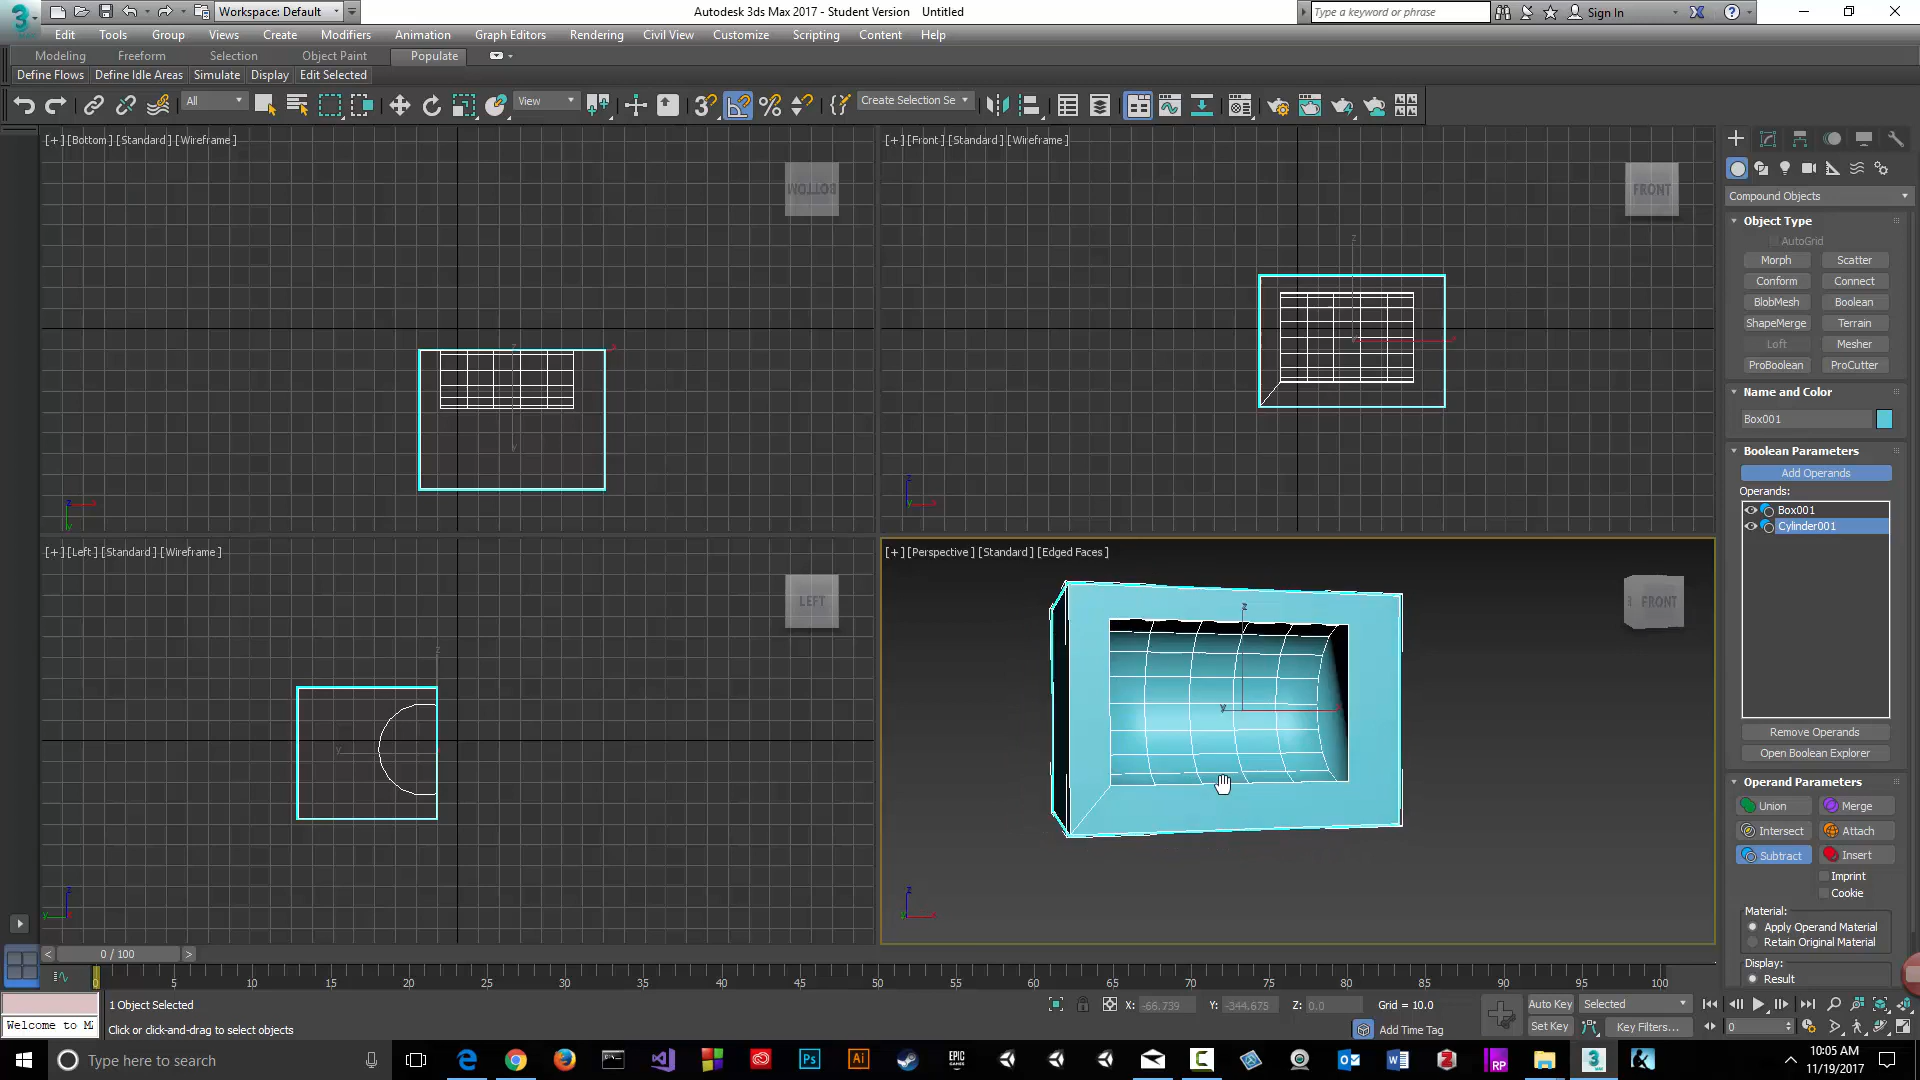 Workspace: Default
Autodesk 3ds Max 2017 - Student Version    Untitled
Type a keyword or phrase
Sign In
Edit Tools Group Views Create Modifiers Animation Graph Editors Rendering Civil View Customize Scripting Content Help
Modeling Freeform Selection Object Paint Populate
Define Flows Define Idle Areas Simulate Display Edit Selected
All
View
Create Selection Se
[+] [Bottom] [Standard] [Wireframe]
BOTTOM
[+] [Front] [Standard] [Wireframe]
FRONT
[+] [Left] [Standard] [Wireframe]
LEFT
[+] [Perspective] [Standard] [Edged Faces]
FRONT
Compound Objects
Object Type
AutoGrid
Morph Scatter
Conform Connect
BlobMesh Boolean
ShapeMerge Terrain
Loft Mesher
ProBoolean ProCutter
Name and Color
Box001
Boolean Parameters
Add Operands
Operands:
Box001
Cylinder001
Remove Operands
Open Boolean Explorer
Operand Parameters
Union Merge
Intersect Attach
Subtract Insert
Imprint
Cookie
Material:
Apply Operand Material
Retain Original Material
Display:
Result
0 / 100
0 5 10 15 20 25 30 35 40 45 50 55 60 65 70 75 80 85 90 95 100
1 Object Selected
X: -66.739 Y: -344.675 Z: 0.0 Grid = 10.0
Auto Key Selected
Welcome to M
Click or click-and-drag to select objects
Add Time Tag
Set Key Key Filters... 0
Type here to search
Ps Ai EPIC GAMES RP
10:05 AM
11/19/2017